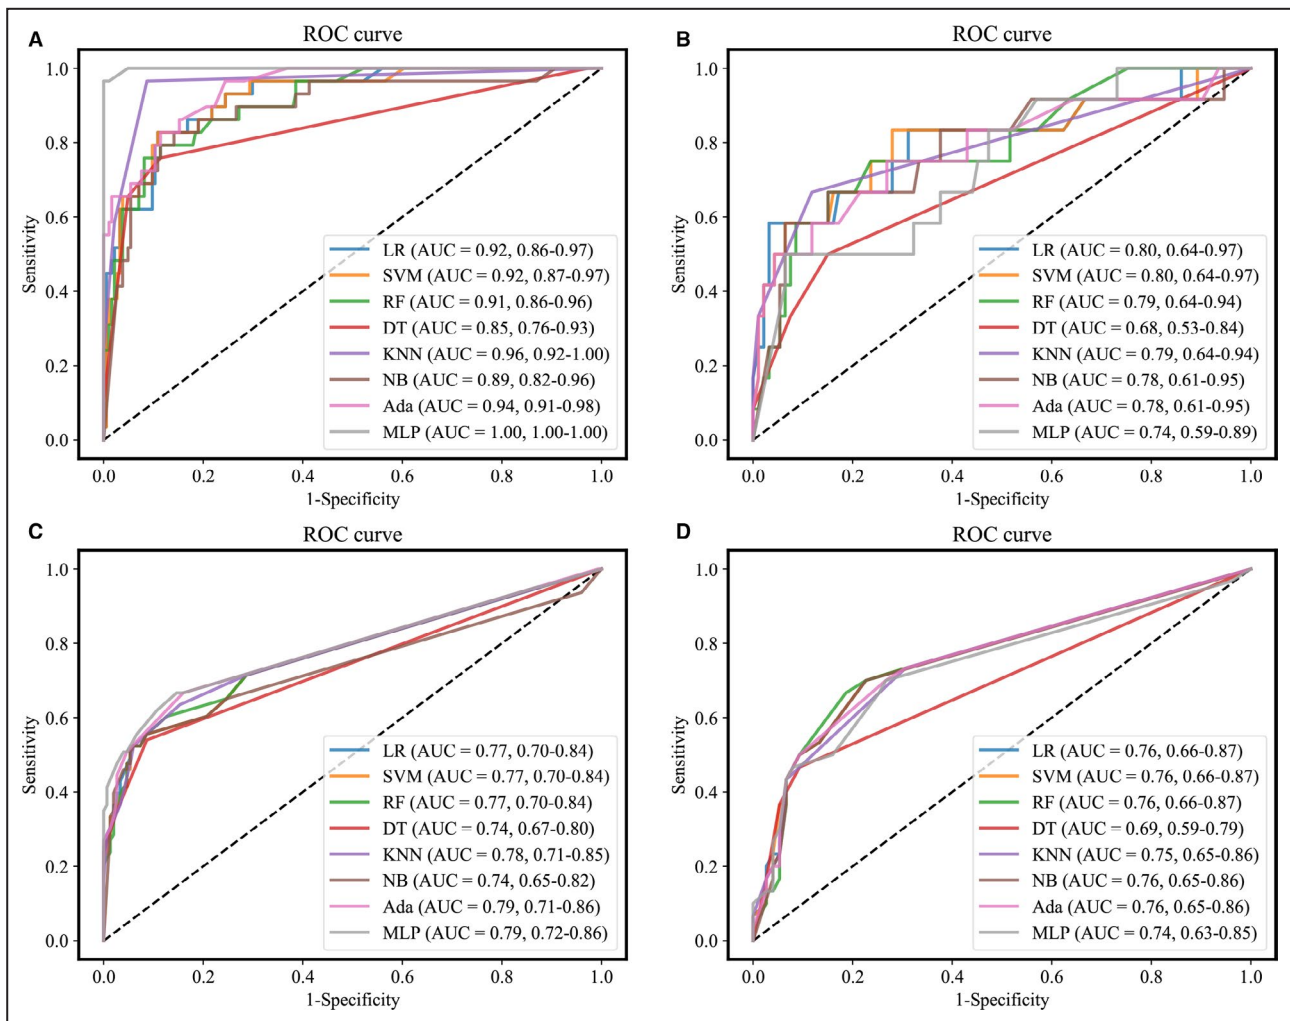 A
ROC curve
1.0
0.8
0.6
0.4
0.2
0.0
Sensitivity
LR (AUC = 0.92, 0.86-0.97)
SVM (AUC = 0.92, 0.87-0.97)
RF (AUC = 0.91, 0.86-0.96)
DT (AUC = 0.85, 0.76-0.93)
KNN (AUC = 0.96, 0.92-1.00)
NB (AUC = 0.89, 0.82-0.96)
Ada (AUC = 0.94, 0.91-0.98)
MLP (AUC = 1.00, 1.00-1.00)
0.0 0.2 0.4 0.6 0.8 1.0
1-Specificity
B
ROC curve
1.0
0.8
0.6
0.4
0.2
0.0
Sensitivity
LR (AUC = 0.80, 0.64-0.97)
SVM (AUC = 0.80, 0.64-0.97)
RF (AUC = 0.79, 0.64-0.94)
DT (AUC = 0.68, 0.53-0.84)
KNN (AUC = 0.79, 0.64-0.94)
NB (AUC = 0.78, 0.61-0.95)
Ada (AUC = 0.78, 0.61-0.95)
MLP (AUC = 0.74, 0.59-0.89)
0.0 0.2 0.4 0.6 0.8 1.0
1-Specificity
C
ROC curve
1.0
0.8
0.6
0.4
0.2
0.0
Sensitivity
LR (AUC = 0.77, 0.70-0.84)
SVM (AUC = 0.77, 0.70-0.84)
RF (AUC = 0.77, 0.70-0.84)
DT (AUC = 0.74, 0.67-0.80)
KNN (AUC = 0.78, 0.71-0.85)
NB (AUC = 0.74, 0.65-0.82)
Ada (AUC = 0.79, 0.71-0.86)
MLP (AUC = 0.79, 0.72-0.86)
0.0 0.2 0.4 0.6 0.8 1.0
1-Specificity
D
ROC curve
1.0
0.8
0.6
0.4
0.2
0.0
Sensitivity
LR (AUC = 0.76, 0.66-0.87)
SVM (AUC = 0.76, 0.66-0.87)
RF (AUC = 0.76, 0.66-0.87)
DT (AUC = 0.69, 0.59-0.79)
KNN (AUC = 0.75, 0.65-0.86)
NB (AUC = 0.76, 0.65-0.86)
Ada (AUC = 0.76, 0.65-0.86)
MLP (AUC = 0.74, 0.63-0.85)
0.0 0.2 0.4 0.6 0.8 1.0
1-Specificity